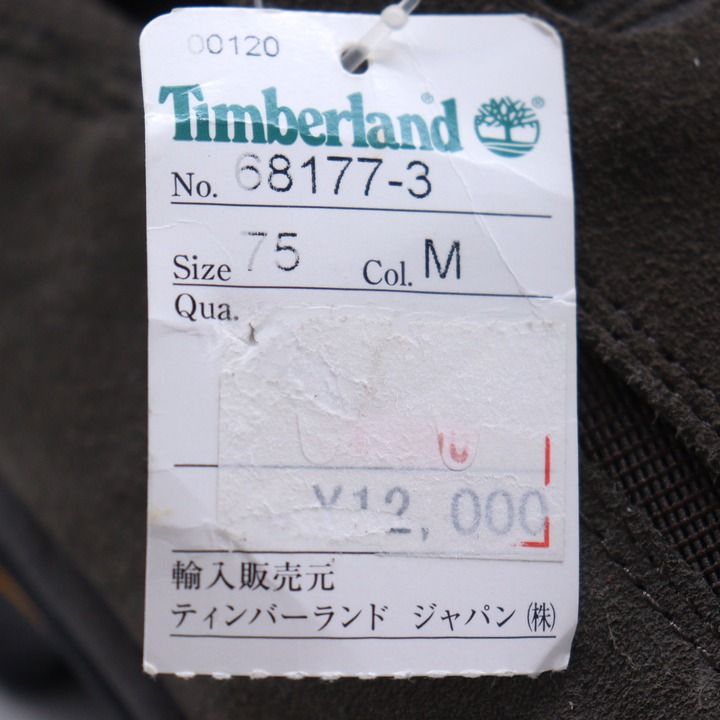 00120
Timberland®
No. 68177-3
Size 75 Col. M
Qua.
¥12,000
輸入販売元
ティンバーランド ジャパン(株)